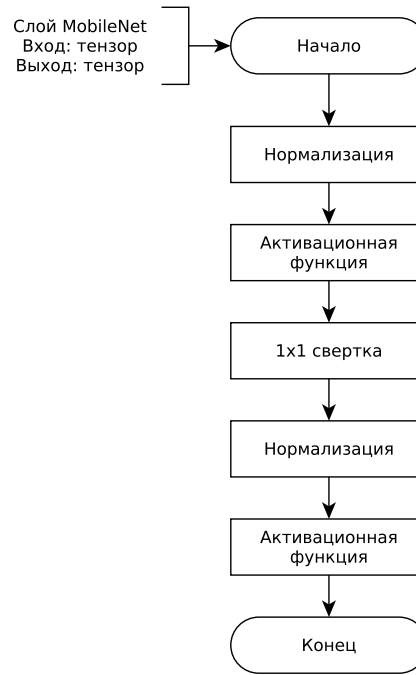 Слой MobileNet
Вход: тензор
Выход: тензор
Начало
Нормализация
Активационная
функция
1x1 свертка
Нормализация
Активационная
функция
Конец